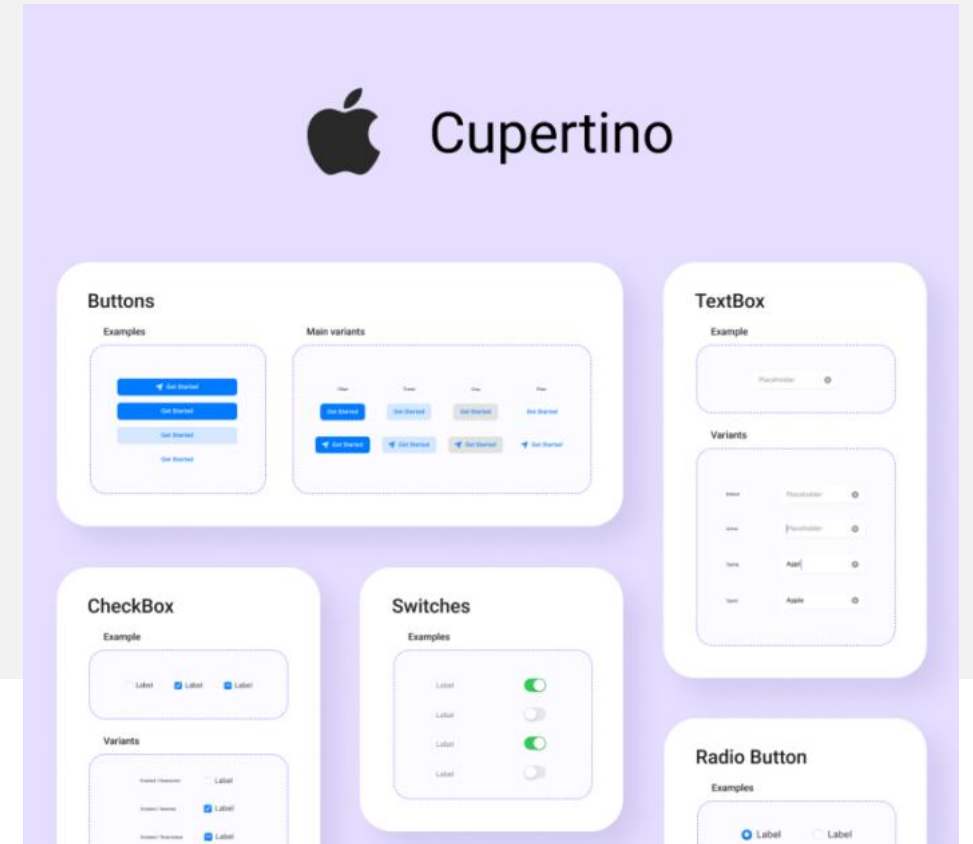 Cupertino
Buttons
Examples
Main variants
Get Started
Get Started
Get Started
Get Started
Get Started Get Started Get Started Get Started
Get Started Get Started Get Started Get Started
TextBox
Example
Placeholder
Variants
Placeholder
Placeholder
Appl
Apple
CheckBox
Example
Label Label Label
Variants
Label
Label
Label
Switches
Examples
Label
Label
Label
Label
Radio Button
Examples
Label Label